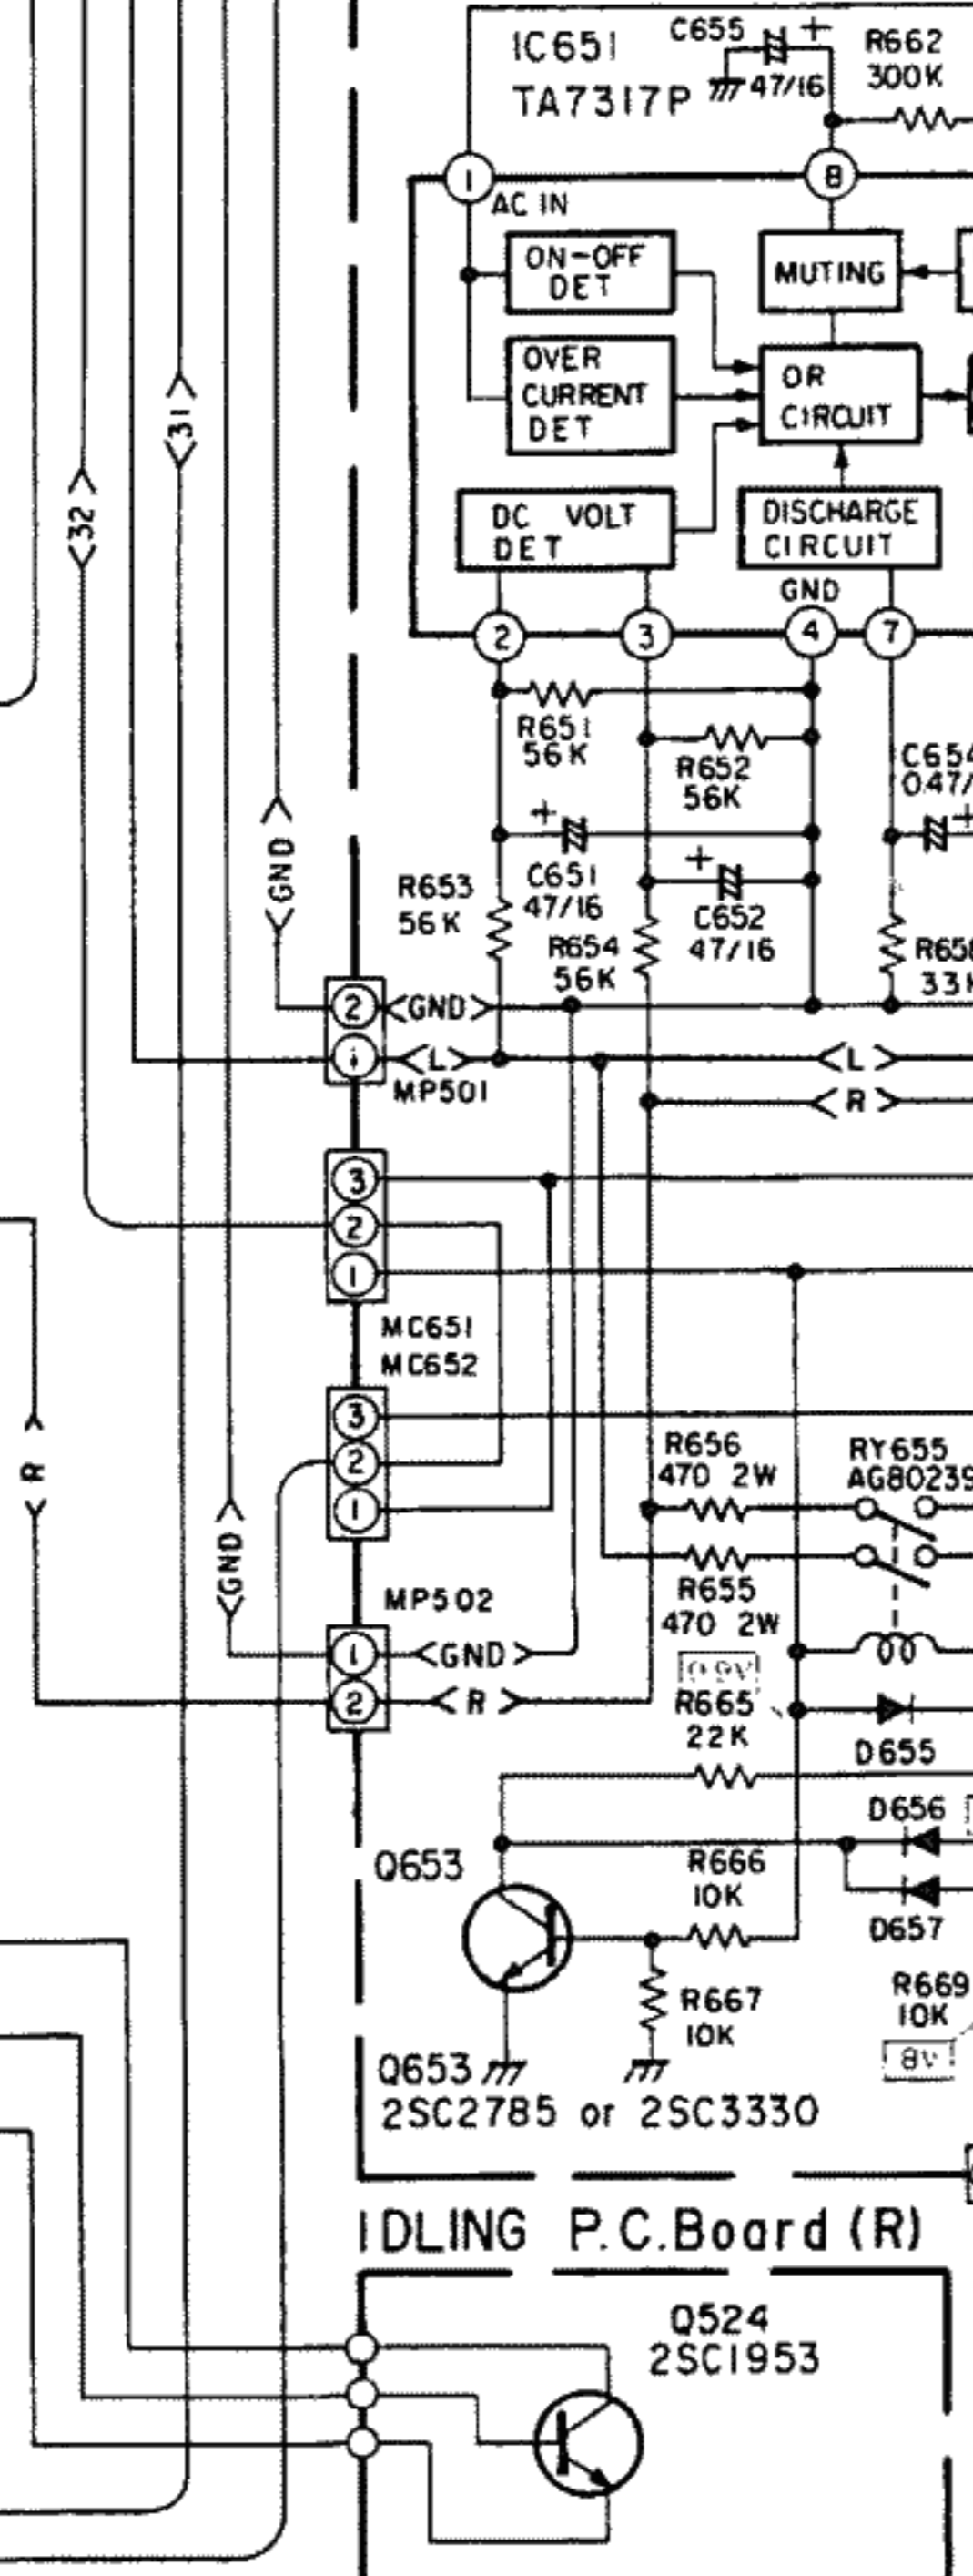 IC651
TA7317P
C655
+
47/16
R662
300K
1
AC IN
8
ON-OFF
DET
MUTING
OVER
CURRENT
DET
OR
CIRCUIT
<31>
<32>
DC VOLT
DET
DISCHARGE
CIRCUIT
GND
2
3
4
7
R651
56K
R652
56K
<GND>
+
C651
47/16
+
C652
47/16
+
R653
56K
R654
56K
2
<GND>
1
<L>
<L>
MP501
<R>
3
2
1
MC651
MC652
3
2
1
<R>
<GND>
R656
470 2W
RY655
R655
470 2W
MP502
1
<GND>
2
<R>
0.9V
R665
22K
D655
D656
Q653
R666
10K
D657
R667
10K
R669
10K
8V
Q653
2SC2785 or 2SC3330
IDLING P.C.Board (R)
Q524
2SC1953